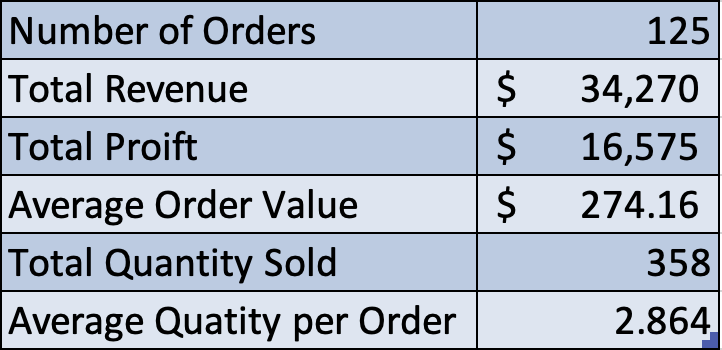 Number of Orders 125
Total Revenue $ 34,270
Total Proift $ 16,575
Average Order Value $ 274.16
Total Quantity Sold 358
Average Quatity per Order 2.864